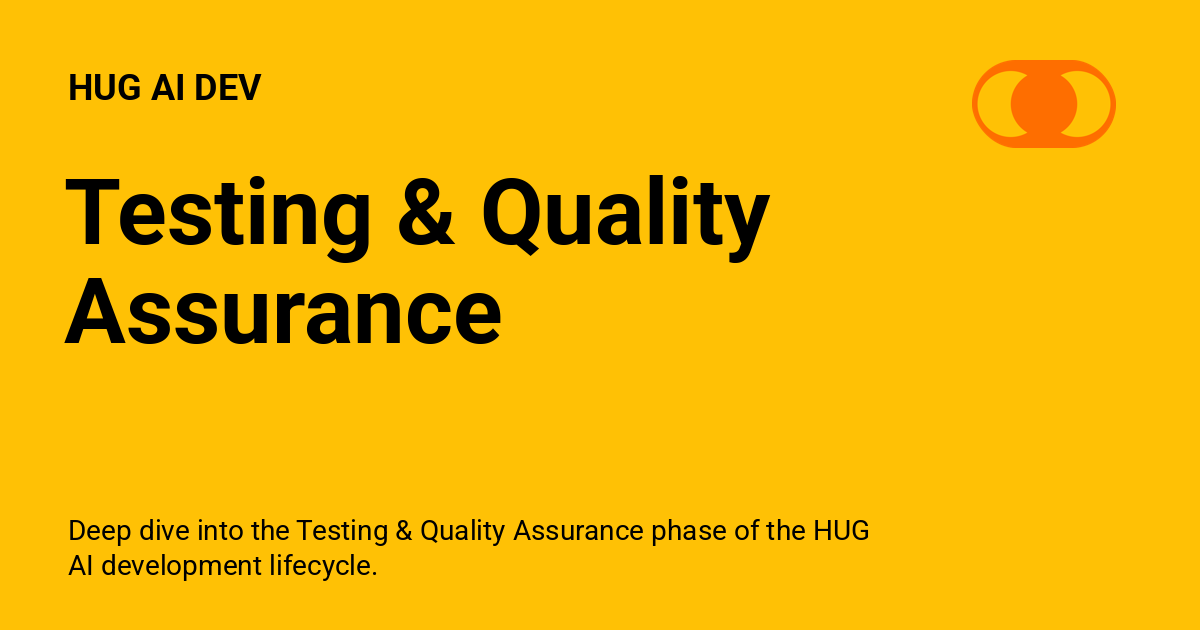 HUG AI DEV
Testing & Quality
Assurance
Deep dive into the Testing & Quality Assurance phase of the HUG
AI development lifecycle.